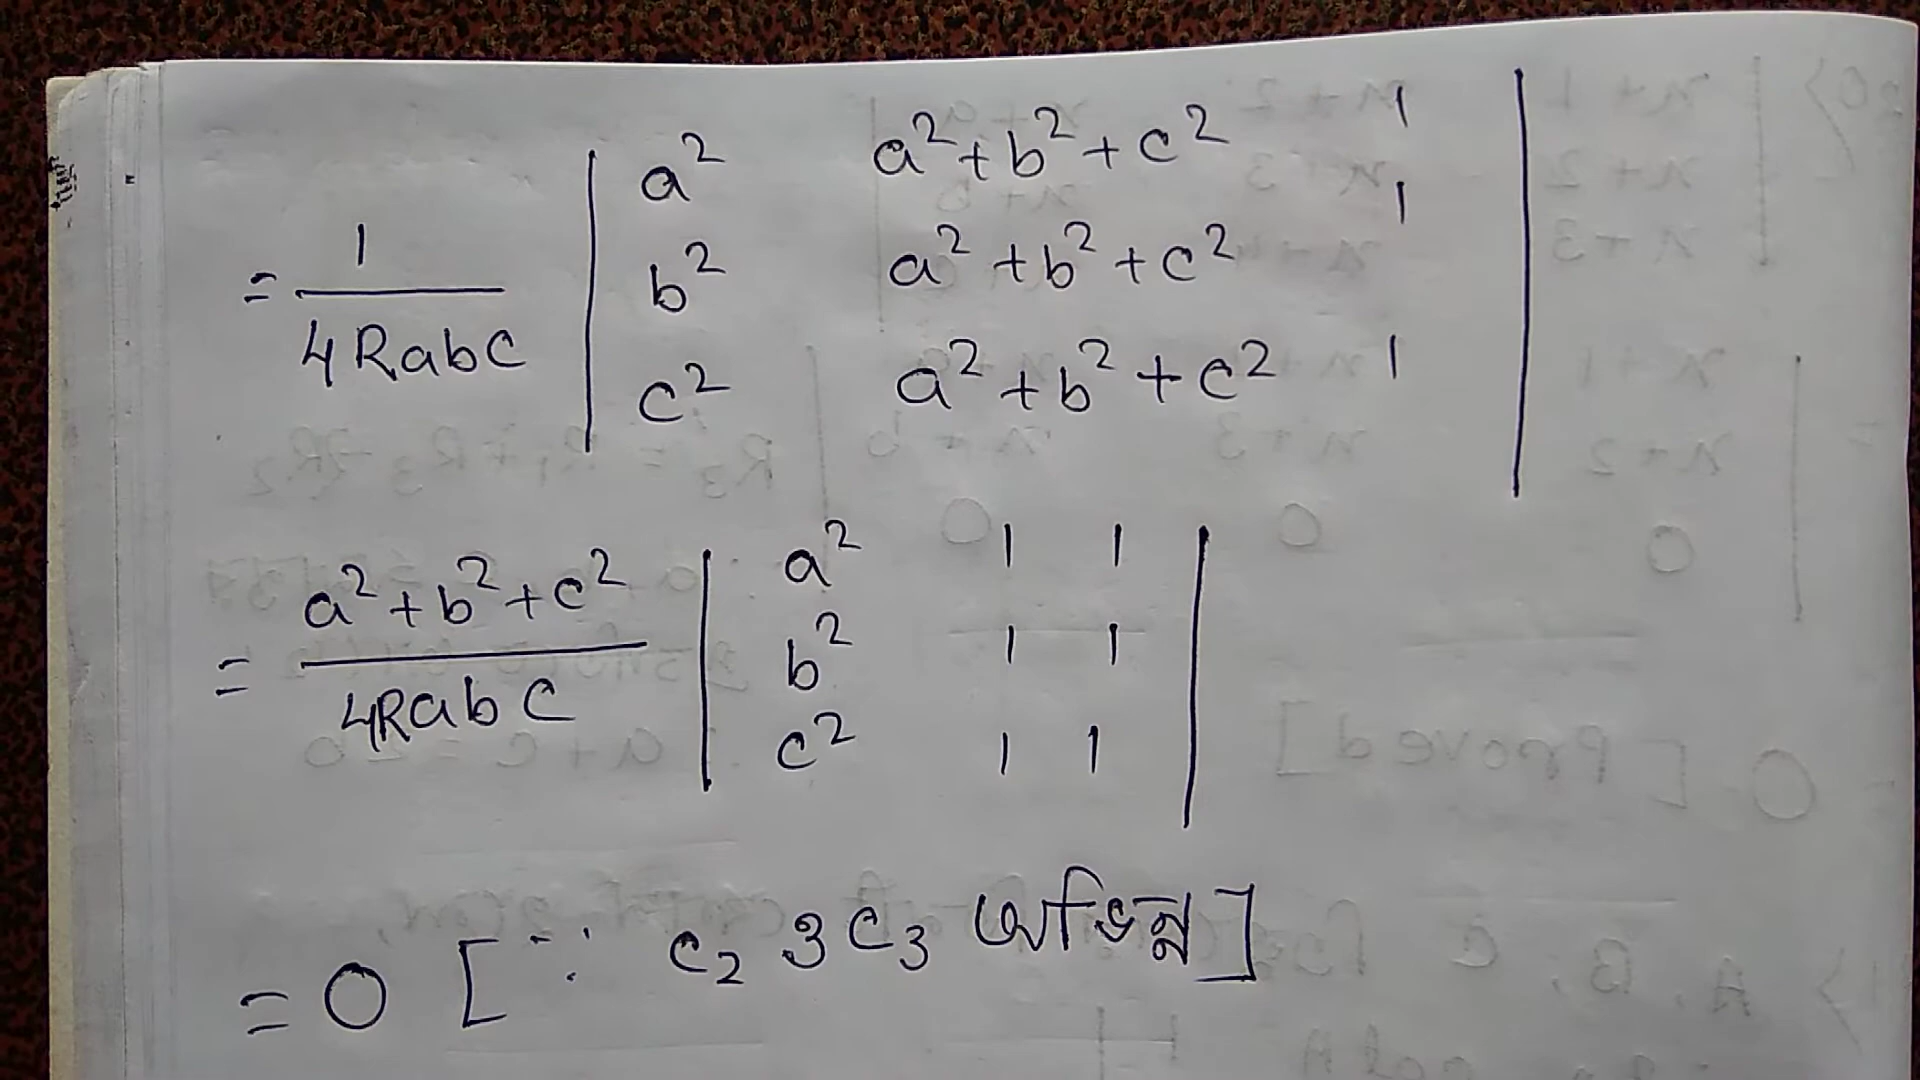 = 1/4RabC | a² a²+b²+c² 1 |
| b² a²+b²+c² 1 |
| c² a²+b²+c² 1 |
= a²+b²+c²/4RabC | a² 1 1 |
| b² 1 1 |
| c² 1 1 |
= 0 [∵ c₂ ও c₃ অভিন্ন]